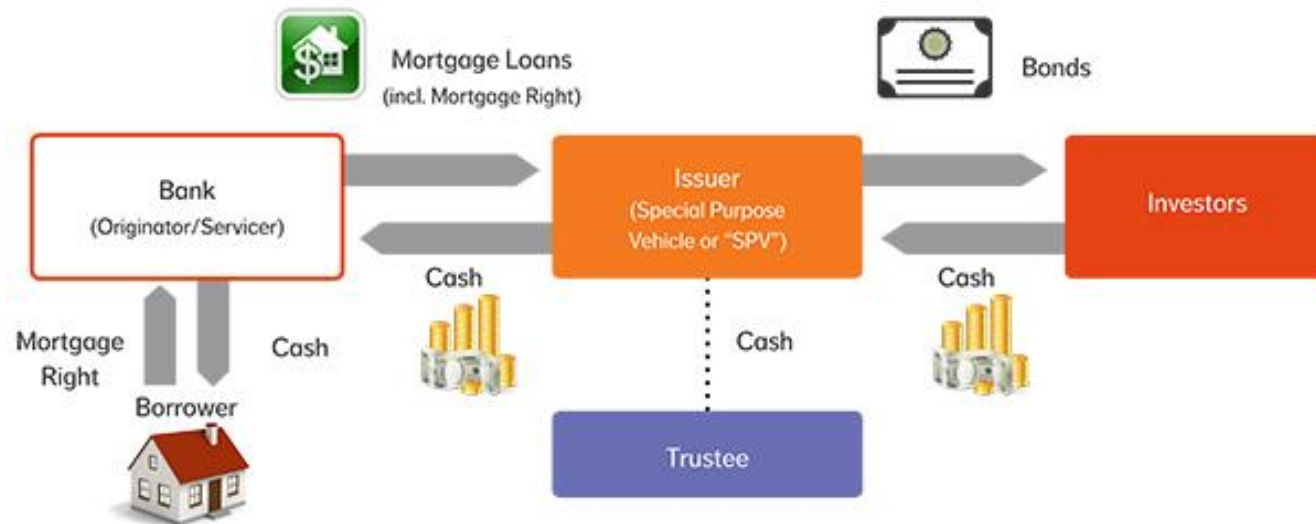 Mortgage Loans
(incl. Mortgage Right)
Bonds
Bank
(Originator/Servicer)
Issuer
(Special Purpose
Vehicle or "SPV")
Investors
Cash
Cash
Mortgage
Right
Cash
Cash
Borrower
Trustee